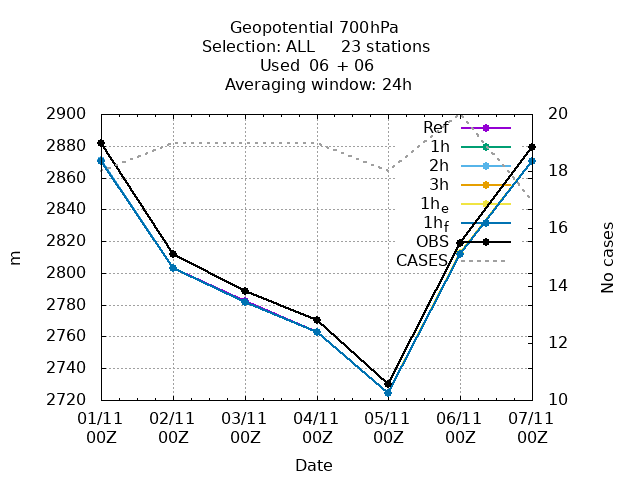 Geopotential 700hPa
Selection: ALL 23 stations
Used 06 + 06
Averaging window: 24h
2900
2880
2860
2840
2820
2800
2780
2760
2740
2720
m
20
18
16
14
12
10
No cases
Ref
1h
2h
3h
1he
1hf
OBS
CASES
01/11 02/11 03/11 04/11 05/11 06/11 07/11
00Z 00Z 00Z 00Z 00Z 00Z 00Z
Date